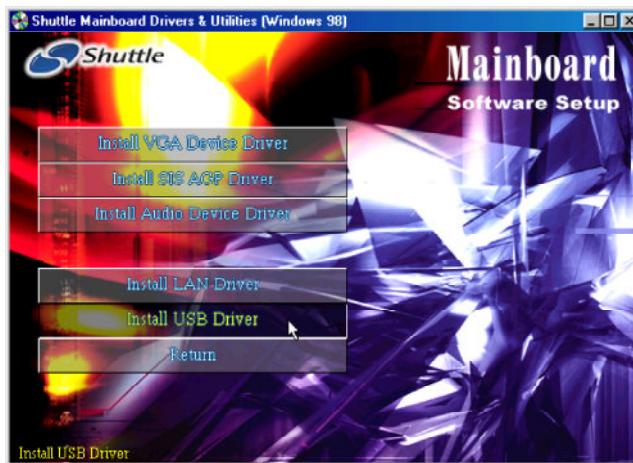 Shuttle Mainboard Drivers & Utilities (Windows 98)
Shuttle
Mainboard
Software Setup
Install VGA Device Driver
Install SIS AGP Driver
Install Audio Device Driver
Install LAN Driver
Install USB Driver
Return
Install USB Driver